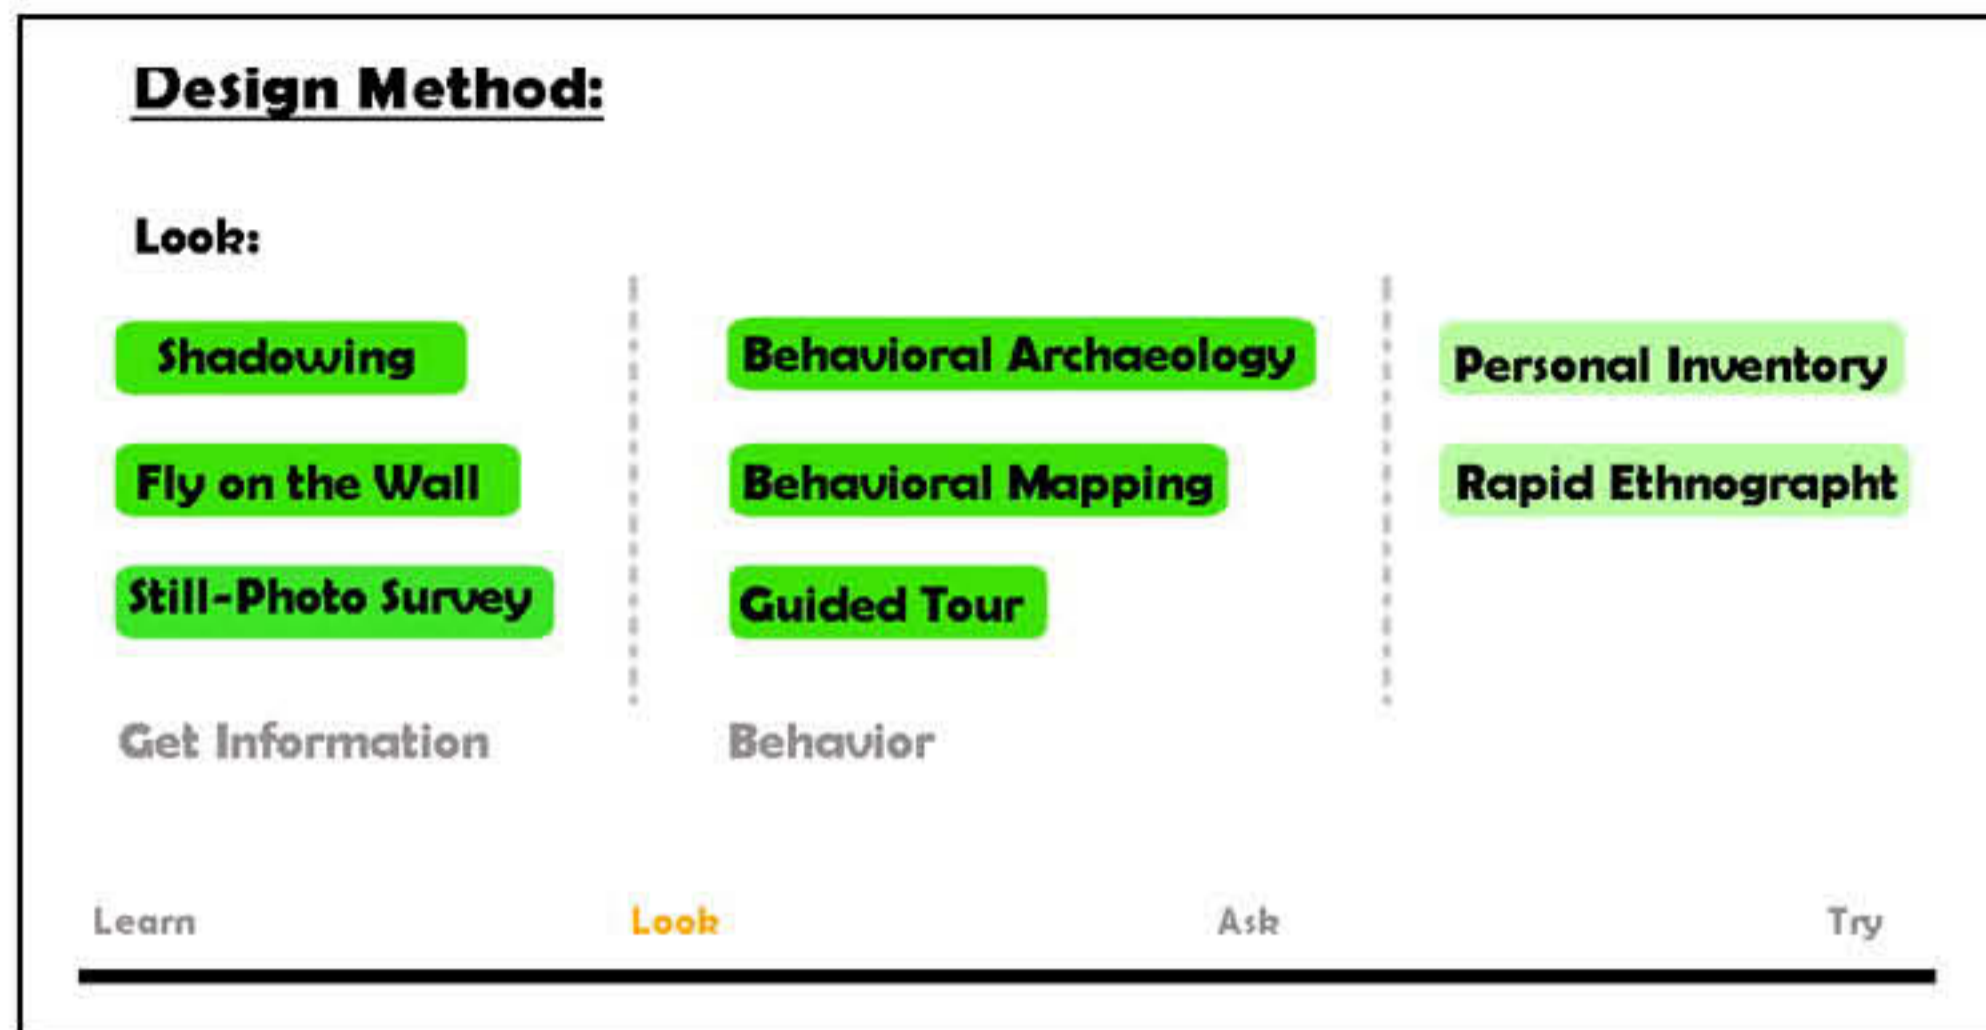 Design Method:
Look:
Shadowing
Fly on the Wall
Still-Photo Survey
Get Information
Behavioral Archaeology
Behavioral Mapping
Guided Tour
Behavior
Personal Inventory
Rapid Ethnographt
Learn
Look
Ask
Try